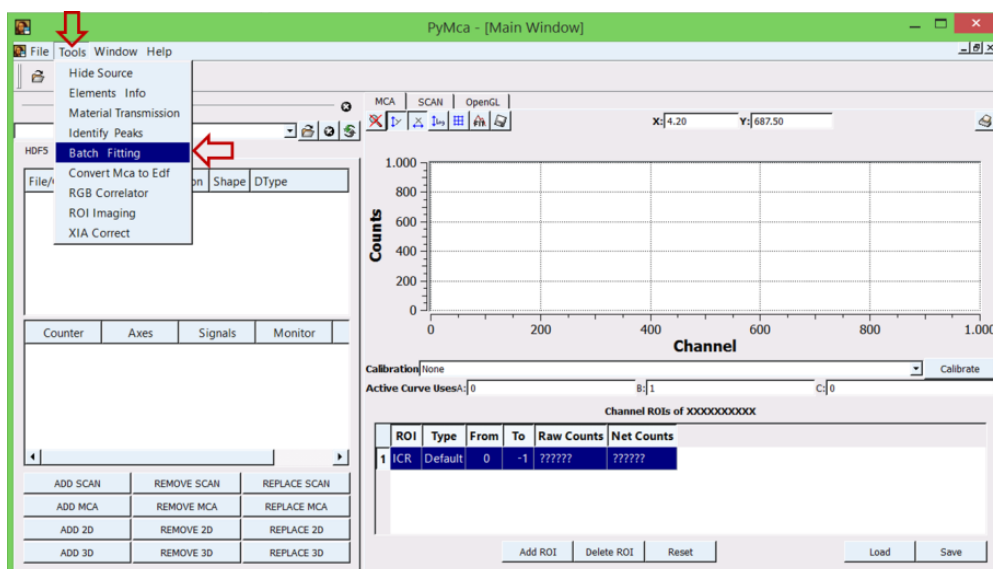 PyMca - [Main Window]
File Tools Window Help
Hide Source
Elements Info
Material Transmission
Identify Peaks
Batch Fitting
Convert Mca to Edf
RGB Correlator
ROI Imaging
XIA Correct
HDF5
Shape DType
Counter Axes Signals Monitor
ADD SCAN REMOVE SCAN REPLACE SCAN
ADD MCA REMOVE MCA REPLACE MCA
ADD 2D REMOVE 2D REPLACE 2D
ADD 3D REMOVE 3D REPLACE 3D
MCA SCAN OpenGL
X: 4.20 Y: 687.50
1.000
800
600
400
200
0
Counts
0 200 400 600 800 1.000
Channel
Calibration None Calibrate
Active Curve Uses A: 0 B: 1 C: 0
Channel ROIs of XXXXXXXXXX
ROI Type From To Raw Counts Net Counts
1 ICR Default 0 -1 ?????? ??????
Add ROI Delete ROI Reset Load Save